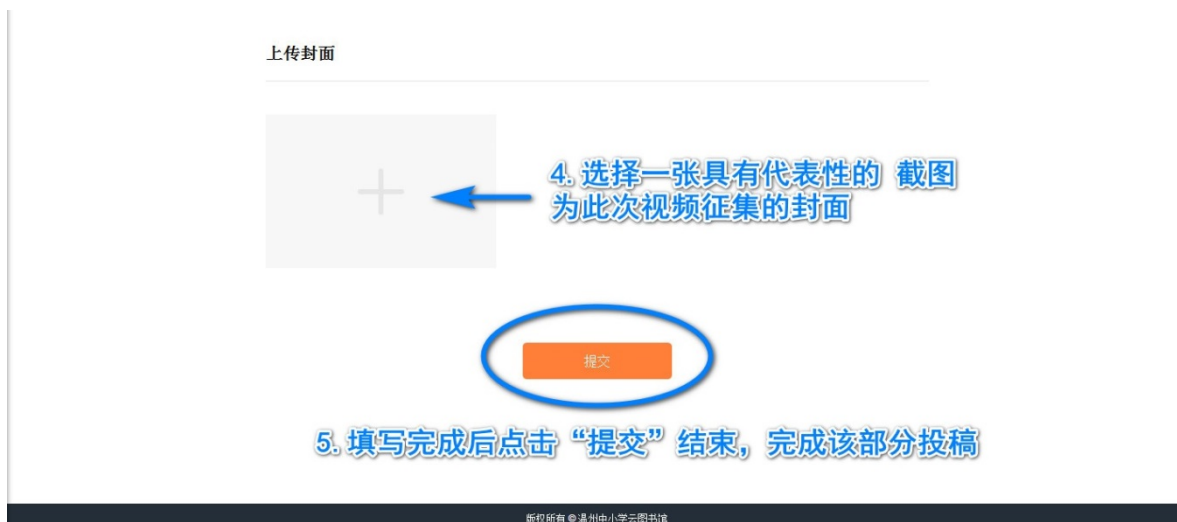 上传封面
4. 选择一张具有代表性的 截图
为此次视频征集的封面
提交
5. 填写完成后点击“提交”结束，完成该部分投稿
版权所有©温州中小学云图书馆